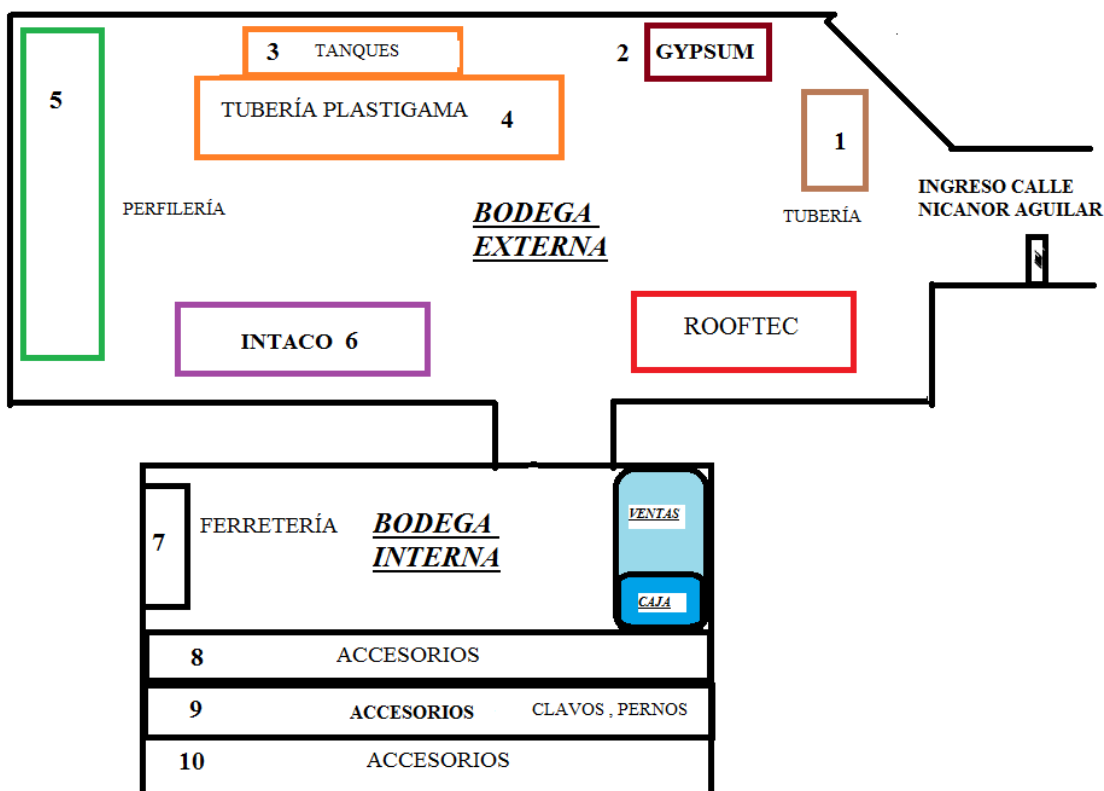 3 TANQUES
2 GYPSUM
5
TUBERÍA PLASTIGAMA 4
1
INGRESO CALLE
NICANOR AGUILAR
PERFILERÍA
BODEGA
EXTERNA
TUBERÍA
INTACO 6
ROOFTEC
7
FERRETERÍA
BODEGA
INTERNA
VENTAS
CAJA
8 ACCESORIOS
9 ACCESORIOS CLAVOS , PERNOS
10 ACCESORIOS